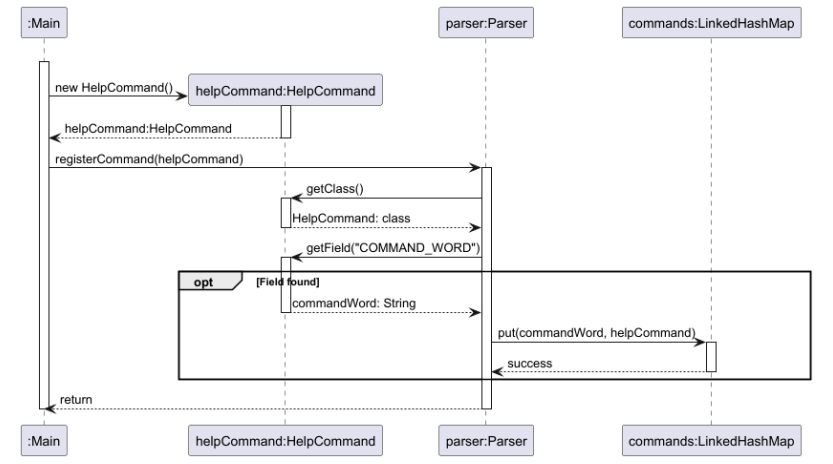 :Main
parser:Parser
commands:LinkedHashMap
new HelpCommand()
helpCommand:HelpCommand
helpCommand:HelpCommand
registerCommand(helpCommand)
getClass()
HelpCommand: class
getField("COMMAND_WORD")
opt
[Field found]
commandWord: String
put(commandWord, helpCommand)
success
return
:Main
helpCommand:HelpCommand
parser:Parser
commands:LinkedHashMap